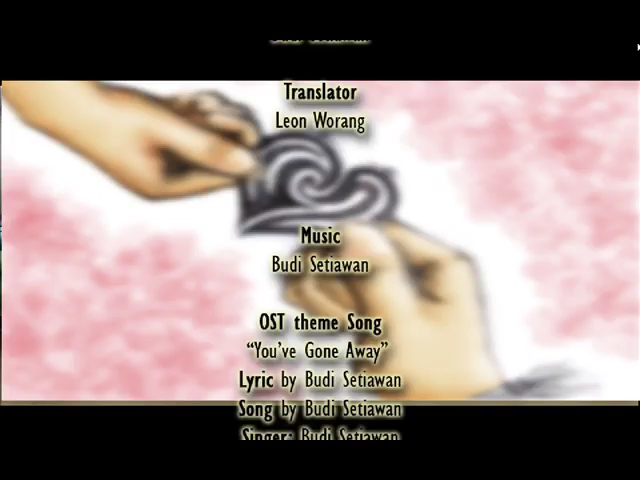 Translator
Leon Worang
Music
Budi Setiawan
OST theme Song
“You’ve Gone Away”
Lyric by Budi Setiawan
Song by Budi Setiawan
Singer: Budi Setiawan